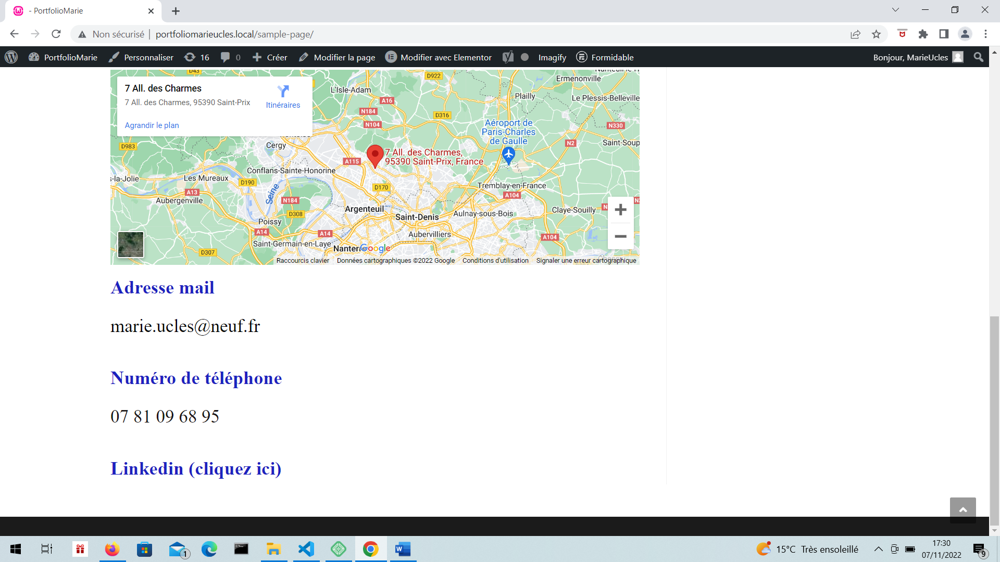 - PortfolioMarie
Non sécurisé | portfoliomarieucles.local/sample-page/
PortfolioMarie Personnaliser 16 0 Créer Modifier la page Modifier avec Elementor Imagify Formidable Bonjour, MarieUcles
7 All. des Charmes
7 All. des Charmes, 95390 Saint-Prix
Itinéraires
Agrandir le plan
D43
D922
Ermenonville
L'Isle-Adam
A16
Plailly
Le Plessis-Belleville
N184
D316
N104
Aéroport de
Paris-Charles
de Gaulle
N330
N2
Saint-Soup
Cergy
D983
7 All. des Charmes,
95390 Saint-Prix, France
A115
Conflans-Sainte-Honorine
s-la-Jolie
Les Mureaux
D190
D170
Tremblay-en-France
A13
Aubergenville
Seine
N184
A104
Argenteuil
D308
Saint-Denis
Aulnay-sous-Bois
Claye-Souilly
Poissy
A14
A14
Aubervilliers
A104
Saint-Germain-en-Laye
Nanter
Google
D307
Raccourcis clavier Données cartographiques ©2022 Google Conditions d'utilisation Signaler une erreur cartographique
Adresse mail
marie.ucles@neuf.fr
Numéro de téléphone
07 81 09 68 95
Linkedin (cliquez ici)
1
15°C Très ensoleillé
17:30
07/11/2022
9